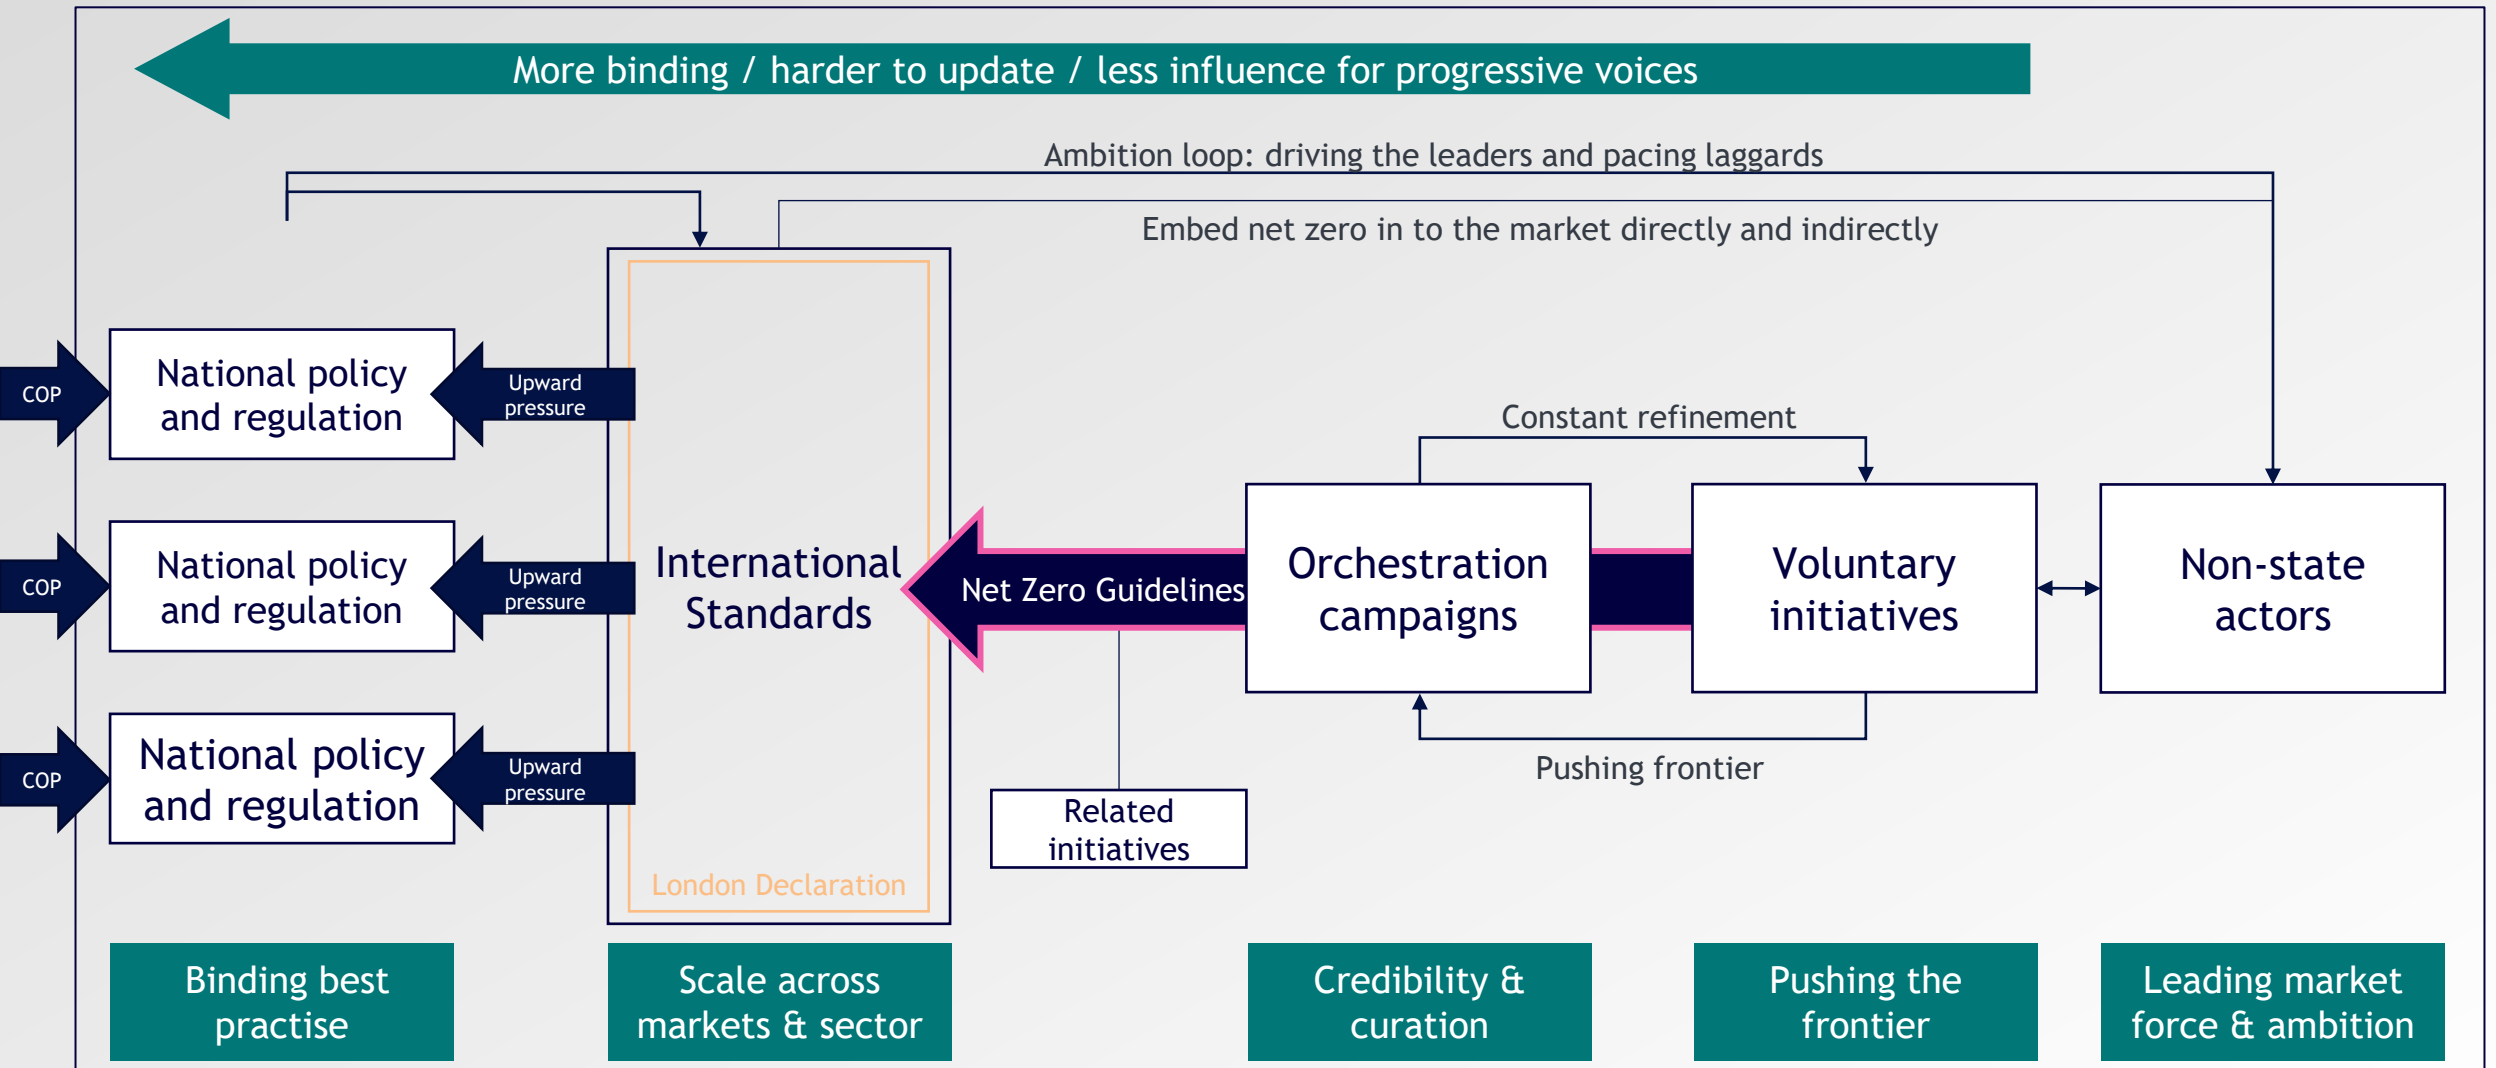 More binding / harder to update / less influence for progressive voices
Ambition loop: driving the leaders and pacing laggards
Embed net zero in to the market directly and indirectly
COP
National policy
and regulation
Upward
pressure
COP
National policy
and regulation
Upward
pressure
COP
National policy
and regulation
Upward
pressure
International
Standards
London Declaration
Net Zero Guidelines
Related
initiatives
Constant refinement
Orchestration
campaigns
Voluntary
initiatives
Pushing frontier
Non-state
actors
Binding best
practise
Scale across
markets & sector
Credibility &
curation
Pushing the
frontier
Leading market
force & ambition